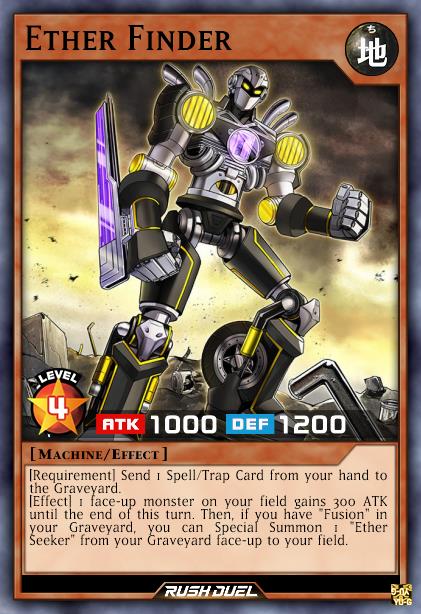 ETHER FINDER
ち
地
LEVEL
4
ATK 1000 DEF 1200
[MACHINE/EFFECT]
[Requirement] Send 1 Spell/Trap Card from your hand to
the Graveyard.
[Effect] 1 face-up monster on your field gains 300 ATK
until the end of this turn. Then, if you have "Fusion" in
your Graveyard, you can Special Summon 1 "Ether
Seeker" from your Graveyard face-up to your field.
RUSH DUEL